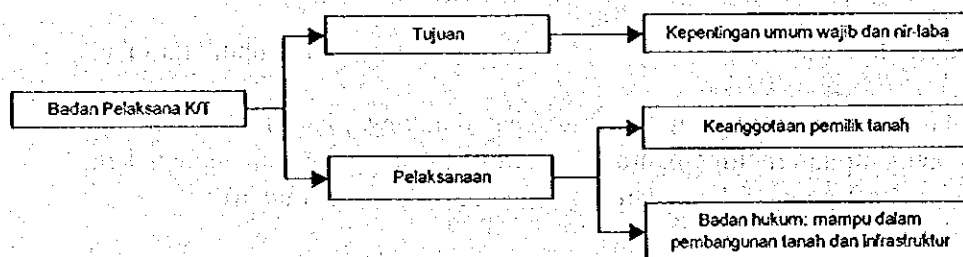 Tujuan
Kepentingan umum wajib dan nir-laba
Badan Pelaksana K/T
Keanggotaan pemilik tanah
Pelaksanaan
Badan hukum: mampu dalam
pembangunan tanah dan infrastruktur